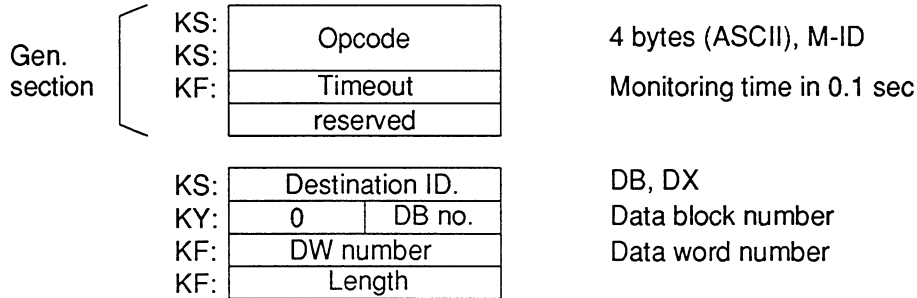 KS: Opcode 4 bytes (ASCII), M-ID
Gen. KS:
section KF: Timeout Monitoring time in 0.1 sec
reserved
KS: Destination ID. DB, DX
KY: 0 DB no. Data block number
KF: DW number Data word number
KF: Length